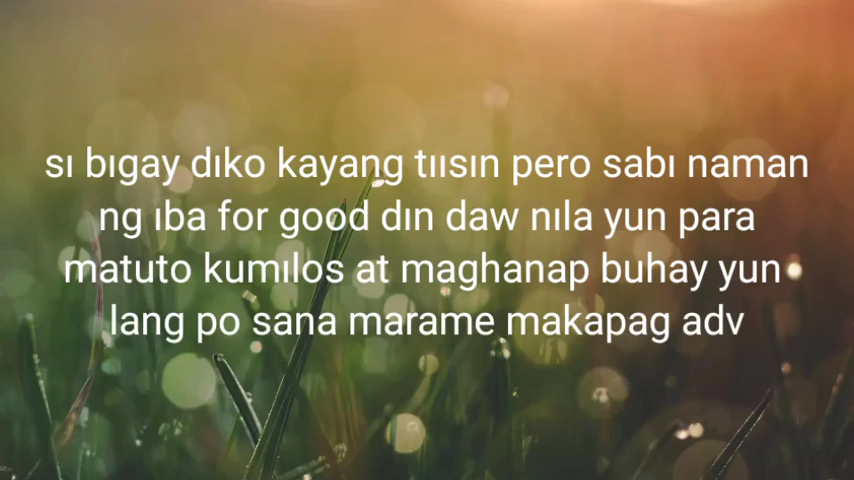 sı bıgay dıko kayang tıısın pero sabı naman
ng ıba for good dın daw nıla yun para
matuto kumılos at maghanap buhay yun
lang po sana marame makapag adv